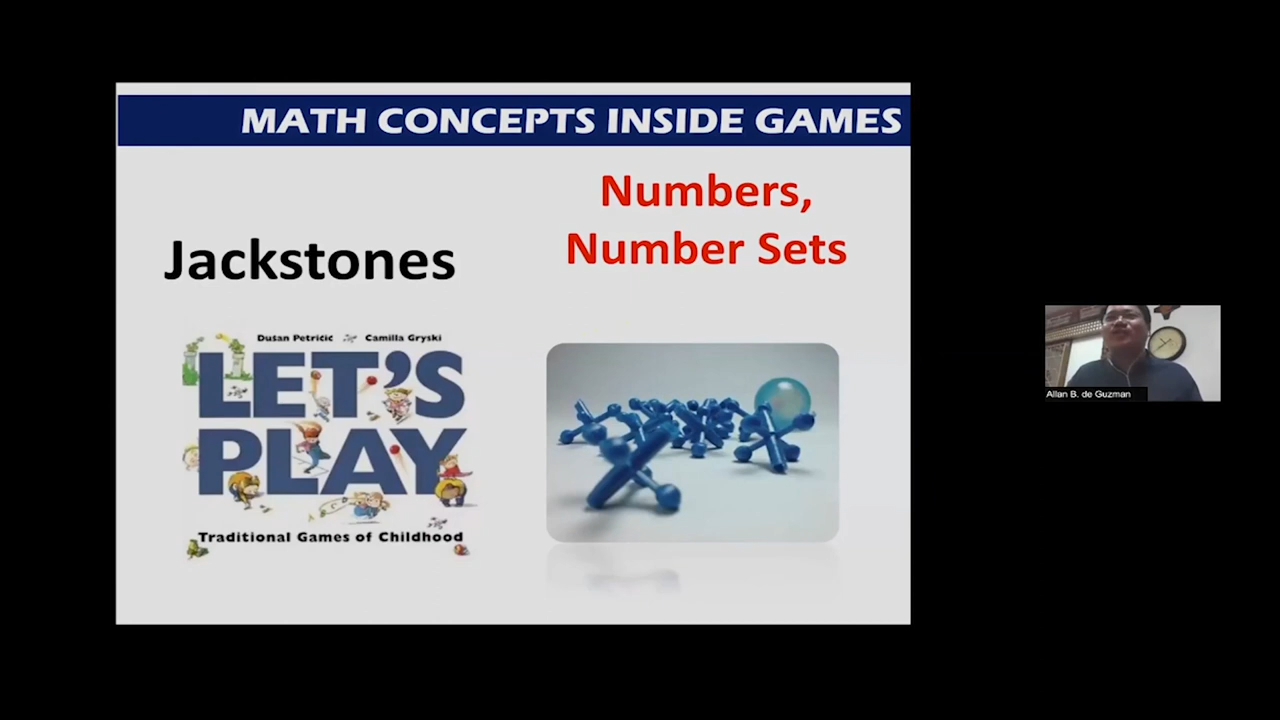 MATH CONCEPTS INSIDE GAMES
Numbers,
Number Sets
Jackstones
Dušan Petričić Camilla Gryski
LET'S
PLAY
Traditional Games of Childhood
Allan B. de Guzman